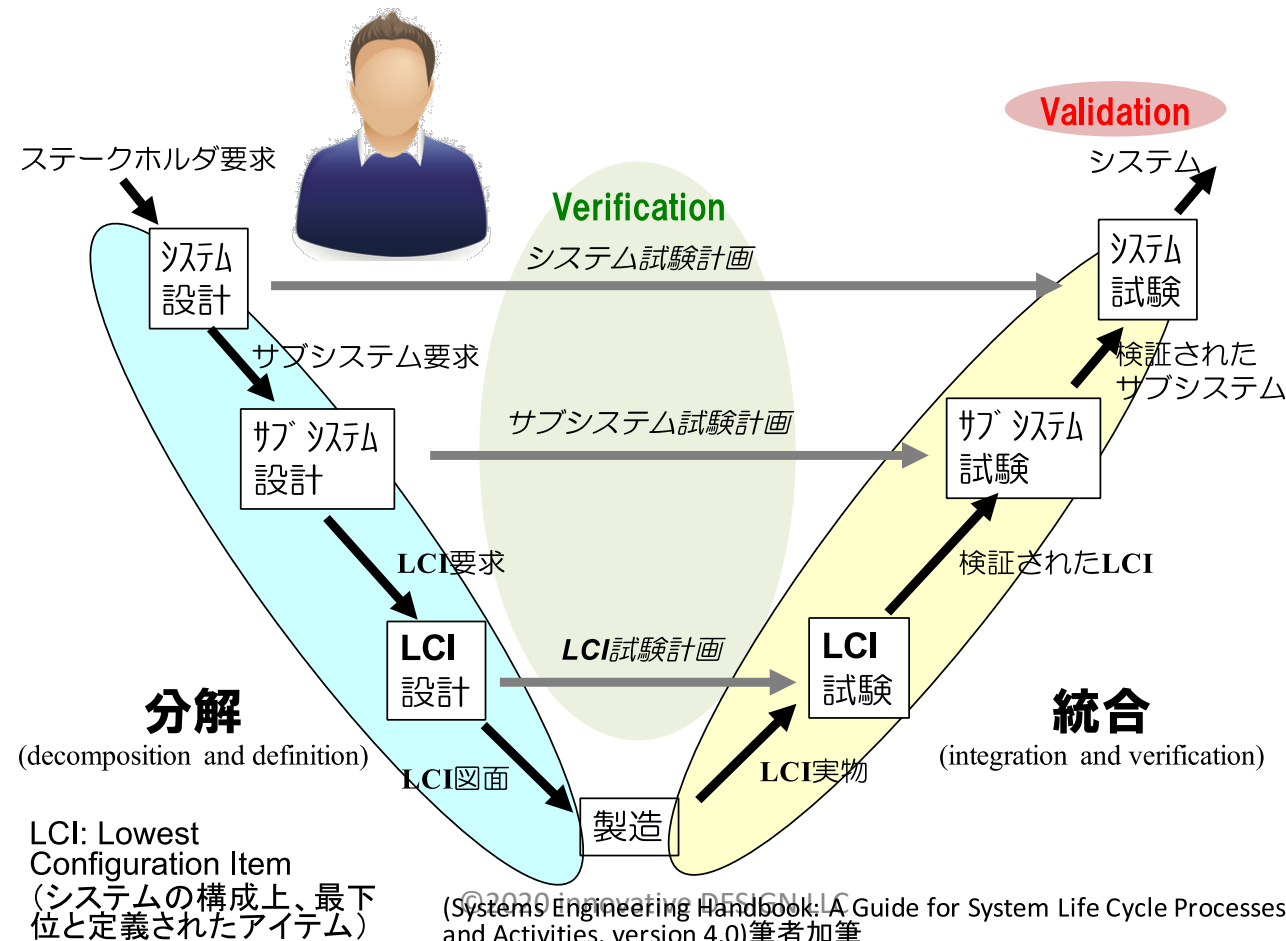 Validation
ステークホルダ要求
システム
Verification
システム試験計画
システム
設計
システム
試験
サブシステム要求
検証された
サブシステム
サブシステム試験計画
サブシステム
設計
サブシステム
試験
LCI要求
検証されたLCI
LCI試験計画
LCI
設計
LCI
試験
分解
(decomposition and definition)
統合
(integration and verification)
LCI図面
LCI実物
製造
LCI: Lowest
Configuration Item
(システムの構成上、最下
位と定義されたアイテム)
©2020 innovative DESIGN LLC
(Systems Engineering Handbook: A Guide for System Life Cycle Processes
and Activities, version 4.0)筆者加筆